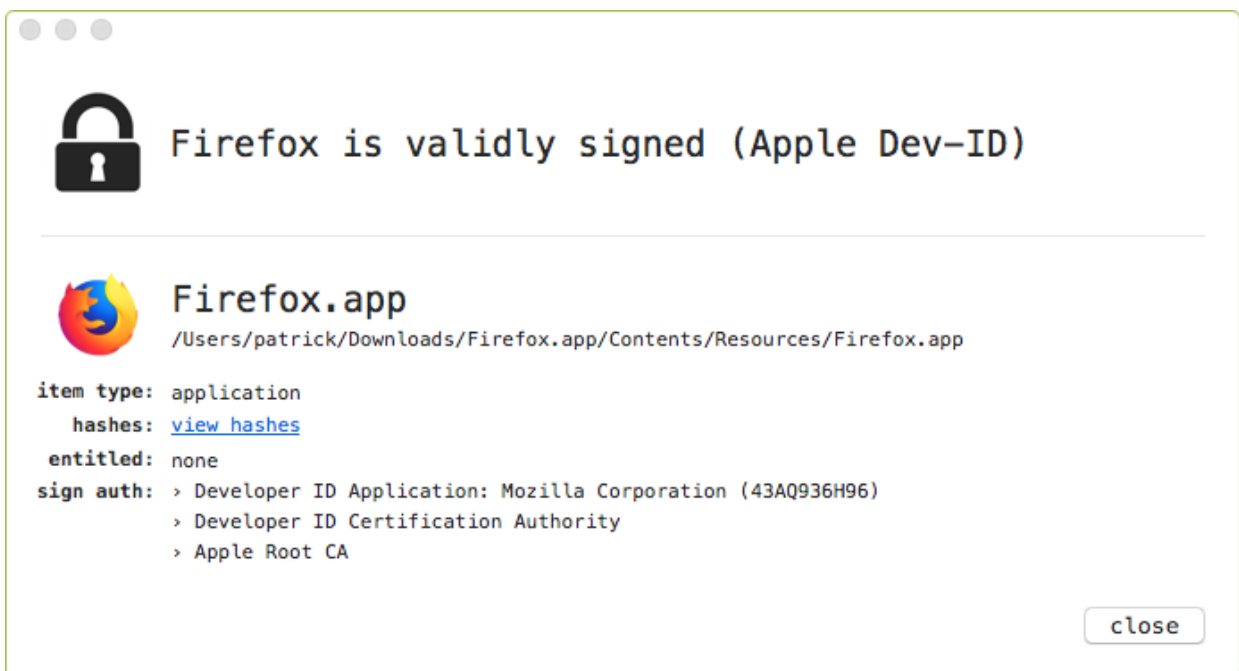 Firefox is validly signed (Apple Dev-ID)
Firefox.app
/Users/patrick/Downloads/Firefox.app/Contents/Resources/Firefox.app
item type: application
hashes: view hashes
entitled: none
sign auth: › Developer ID Application: Mozilla Corporation (43AQ936H96)
› Developer ID Certification Authority
› Apple Root CA
close